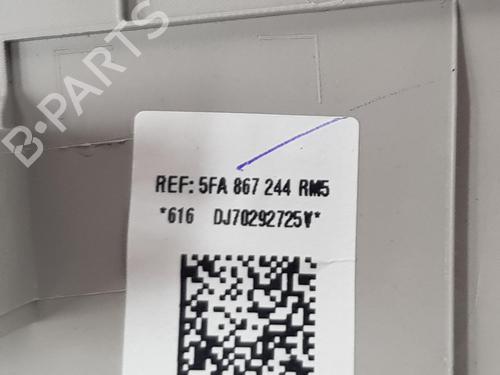 B-PARTS
REF: 5FA 867 244 RM5
*616 DJ70292725V*